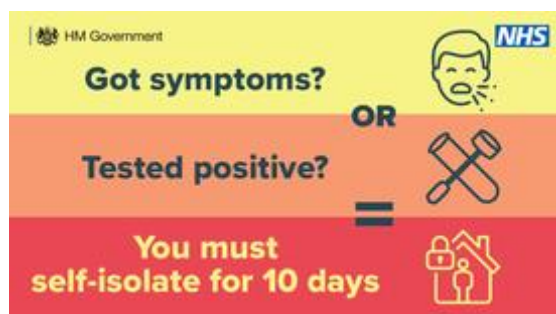 HM Government
NHS
Got symptoms?
OR
Tested positive?
=
You must
self-isolate for 10 days